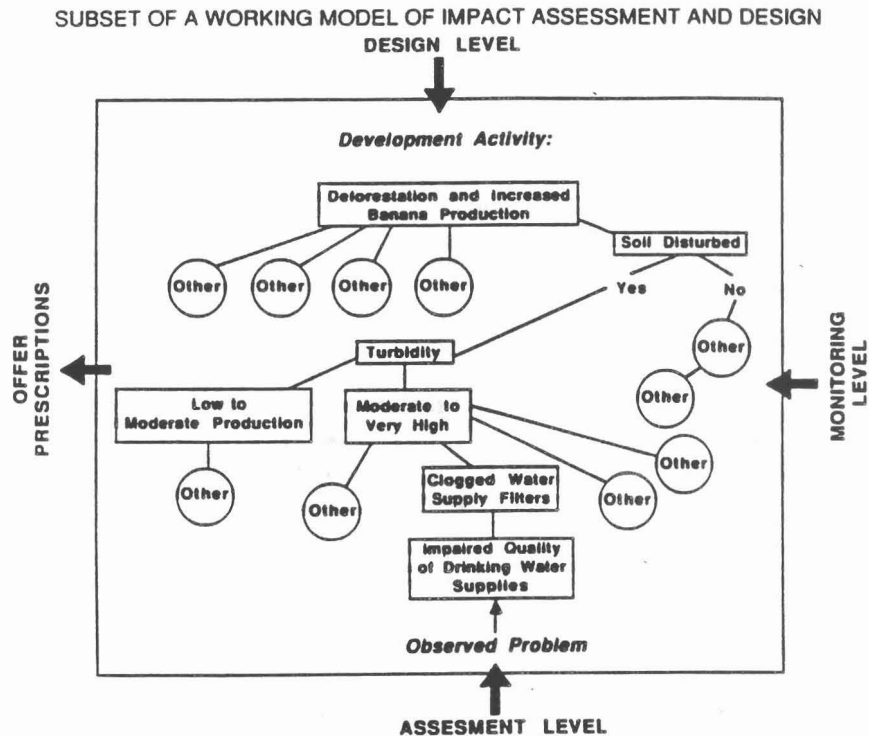 SUBSET OF A WORKING MODEL OF IMPACT ASSESSMENT AND DESIGN
DESIGN LEVEL
Development Activity:
Deforestation and Increased
Banana Production
Soil Disturbed
Other
Other
Other
Other
Yes
No
Other
Other
Turbidity
Low to
Moderate Production
Moderate to
Very High
Other
Other
Clogged Water
Supply Filters
Other
Other
Impaired Quality
of Drinking Water
Supplies
Observed Problem
ASSESMENT LEVEL
OFFER
PRESCRIPTIONS
MONITORING
LEVEL